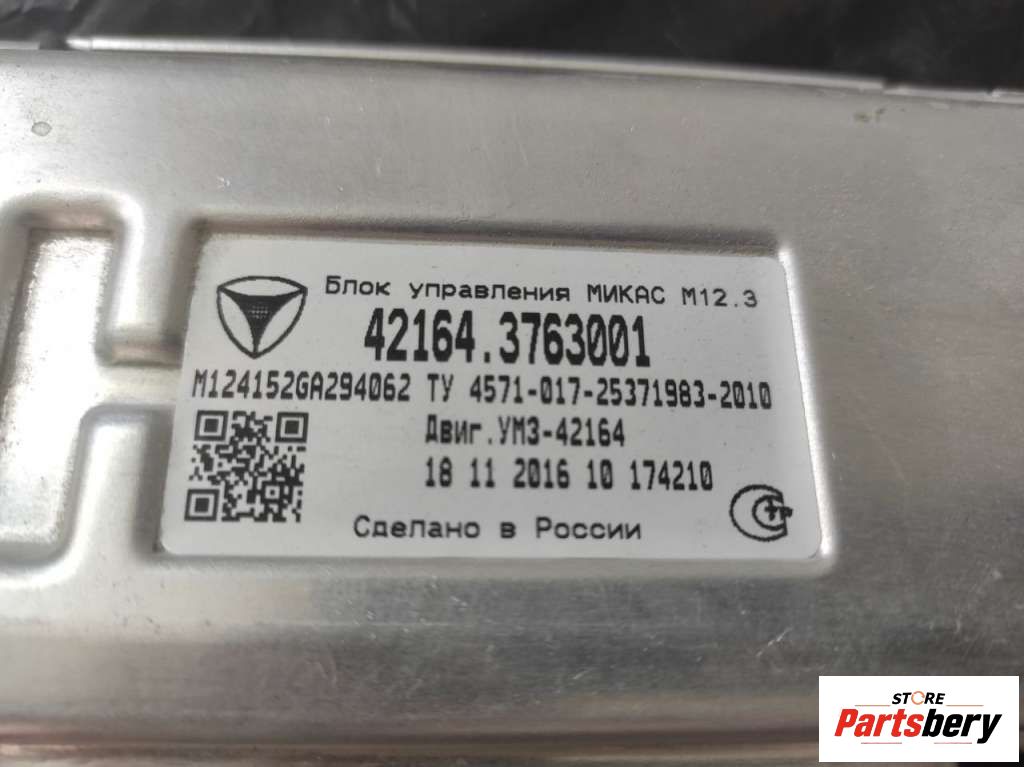 Блок управления МИКАС М12.3
42164.3763001
М124152GA294062 ТУ 4571-017-25371983-2010
Двиг.УМЗ-42164
18 11 2016 10 174210
Сделано в России
STORE
Partsbery